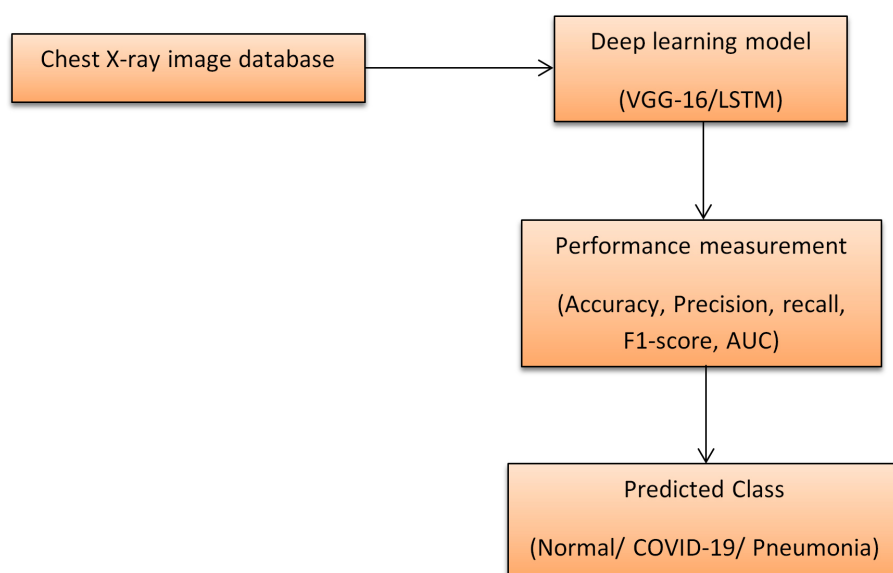 Chest X-ray image database
Deep learning model
(VGG-16/LSTM)
Performance measurement
(Accuracy, Precision, recall,
F1-score, AUC)
Predicted Class
(Normal/ COVID-19/ Pneumonia)